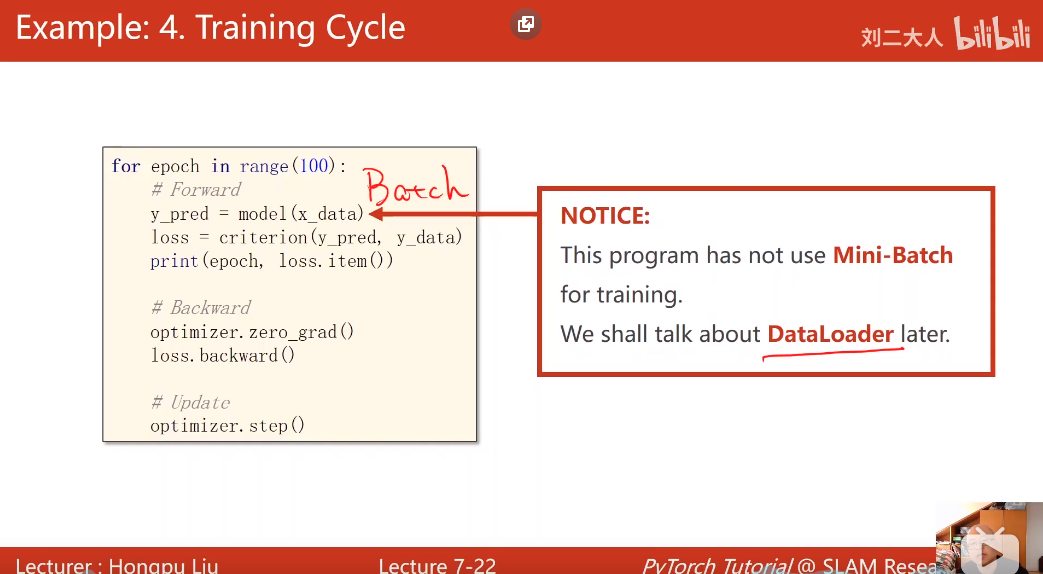 Example: 4. Training Cycle
刘二大人 bilibili
for epoch in range(100):
# Forward
Batch
y_pred = model(x_data)
loss = criterion(y_pred, y_data)
print(epoch, loss.item())
# Backward
optimizer.zero_grad()
loss.backward()
# Update
optimizer.step()
NOTICE:
This program has not use Mini-Batch
for training.
We shall talk about DataLoader later.
Lecturer : Hongpu Liu
Lecture 7-22
PyTorch Tutorial @ SLAM Resea